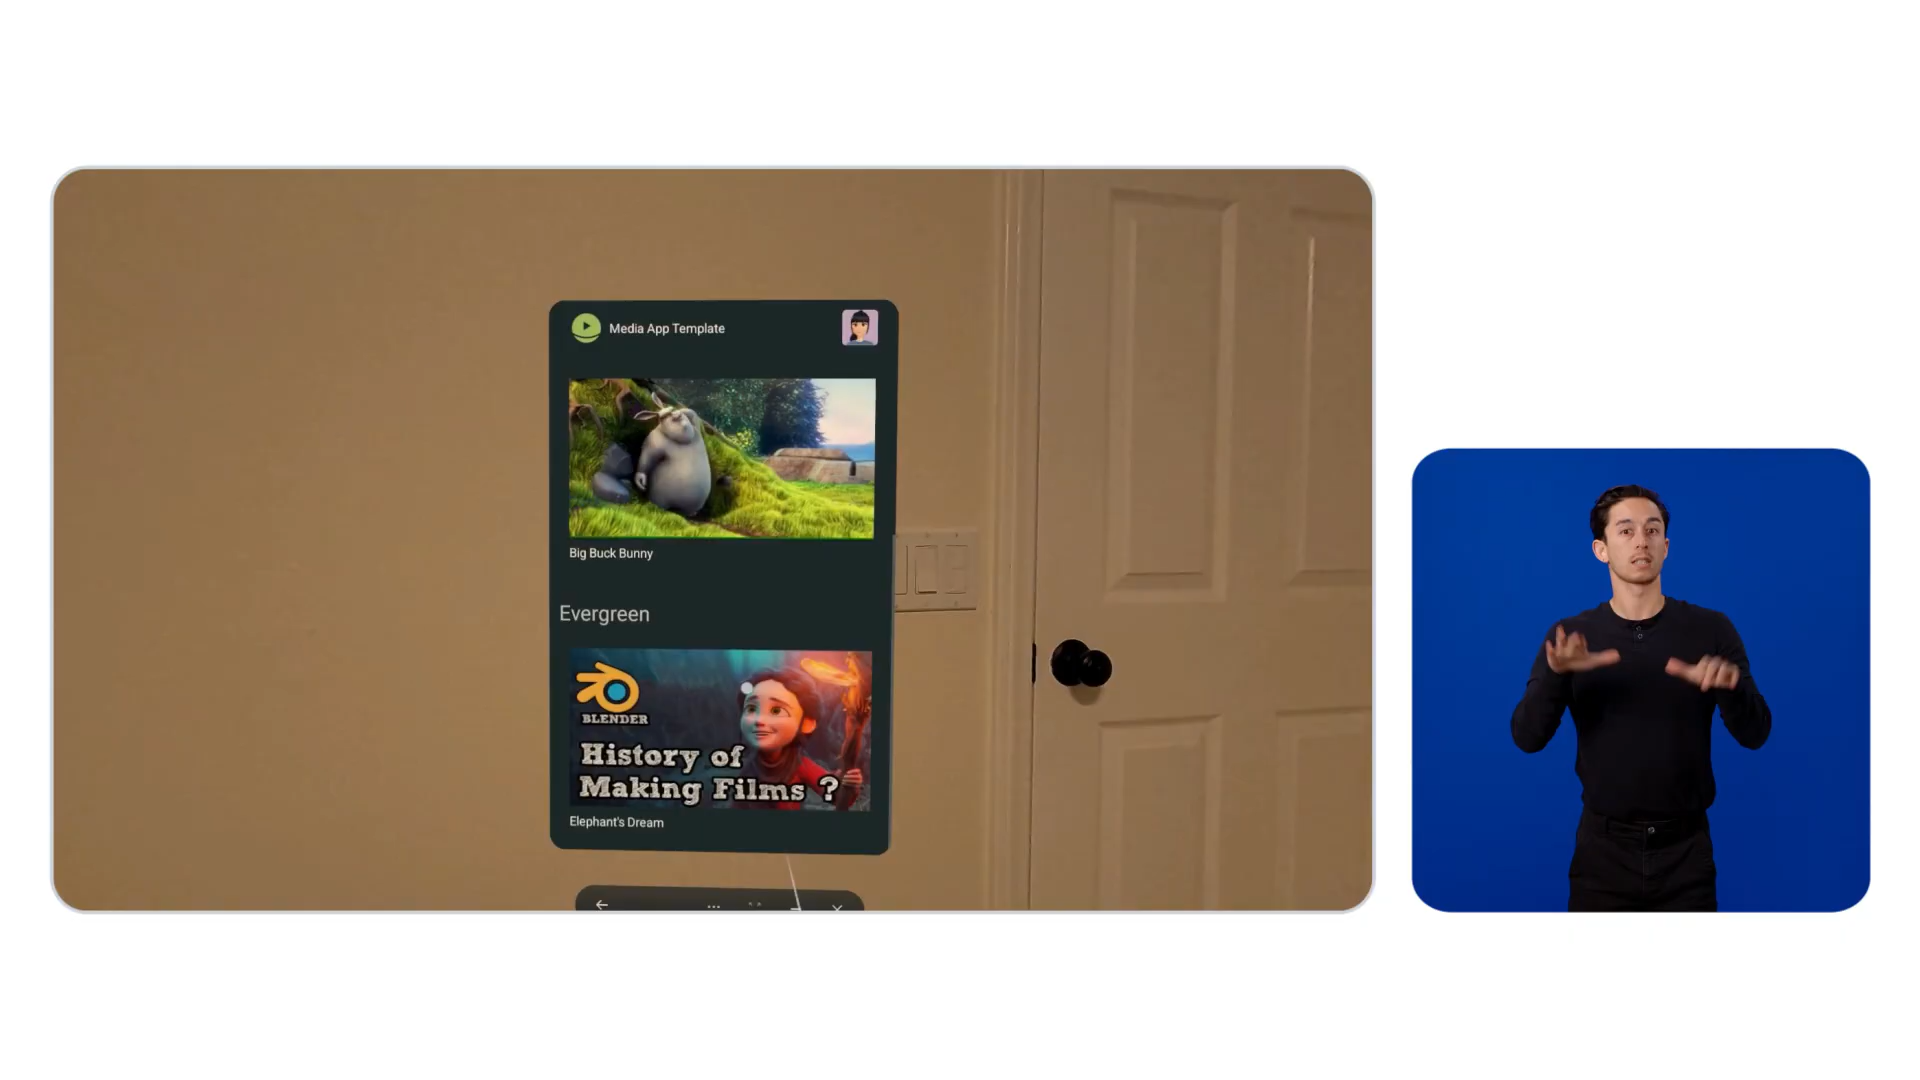 Media App Template
Big Buck Bunny
Evergreen
BLENDER
History of
Making Films ?
Elephant's Dream